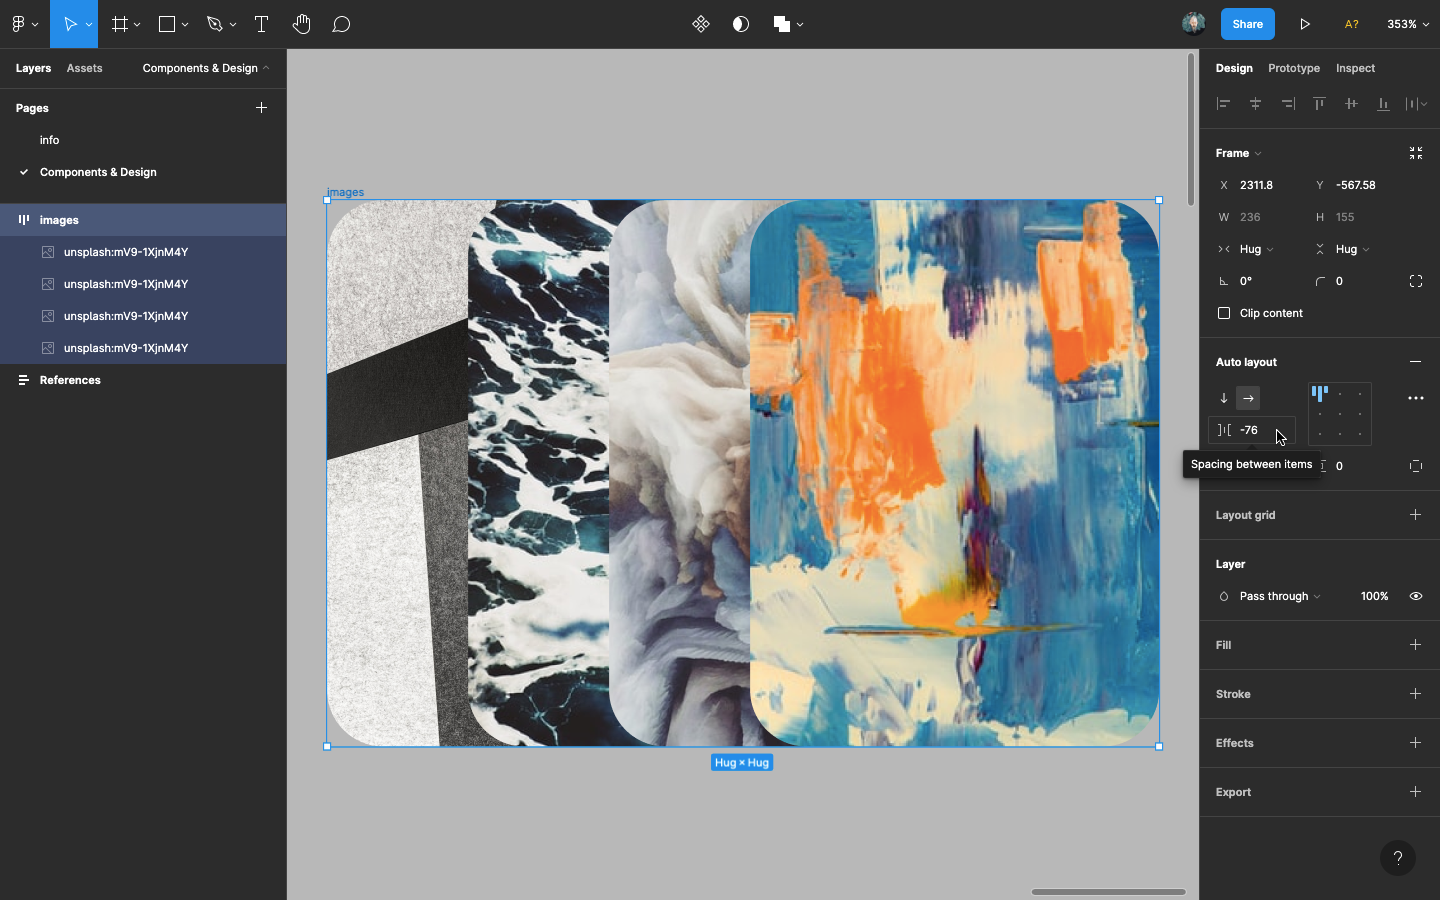 Share
A?
353%
Layers
Assets
Components & Design
Design
Prototype
Inspect
Pages
info
Components & Design
images
unsplash:mV9-1XjnM4Y
unsplash:mV9-1XjnM4Y
unsplash:mV9-1XjnM4Y
unsplash:mV9-1XjnM4Y
References
images
Hug × Hug
Frame
X 2311.8 Y -567.58
W 236 H 155
Hug Hug
0° 0
Clip content
Auto layout
-76
Spacing between items
0
Layout grid
Layer
Pass through 100%
Fill
Stroke
Effects
Export
?